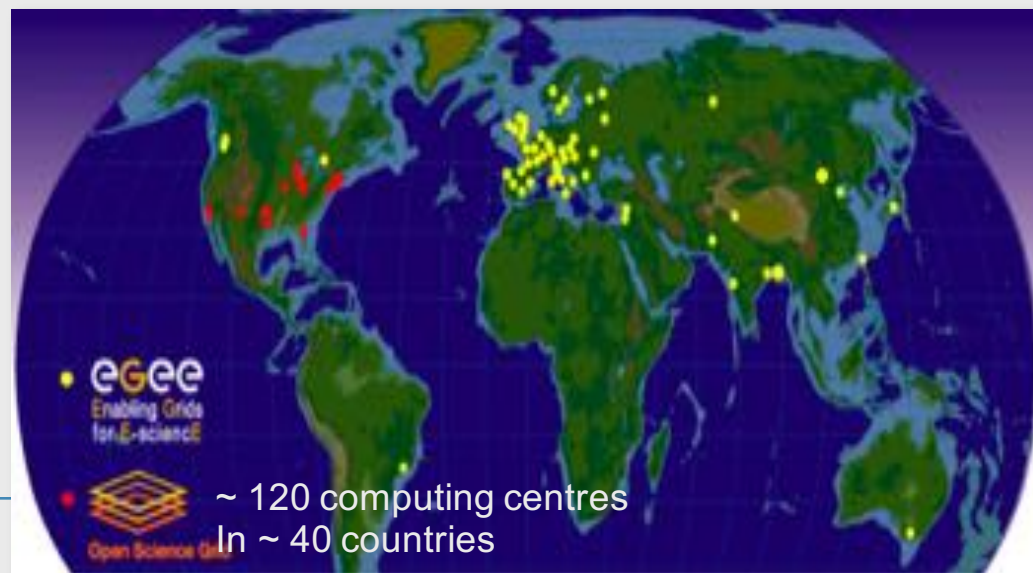 egee
Enabling Grids
for E-sciencE
~ 120 computing centres
Open Science Grid
In ~ 40 countries